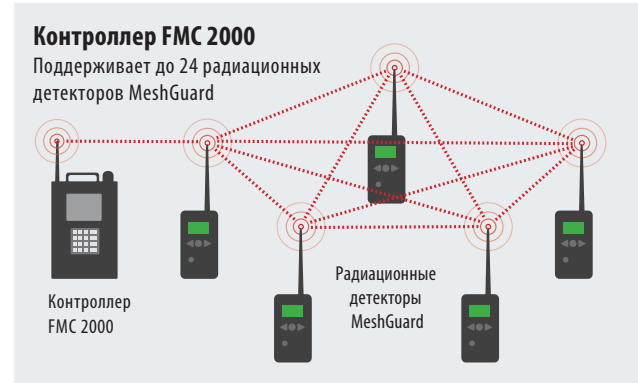 Контроллер FMC 2000
Поддерживает до 24 радиационных
детекторов MeshGuard
Контроллер
FMC 2000
Радиационные
детекторы
MeshGuard